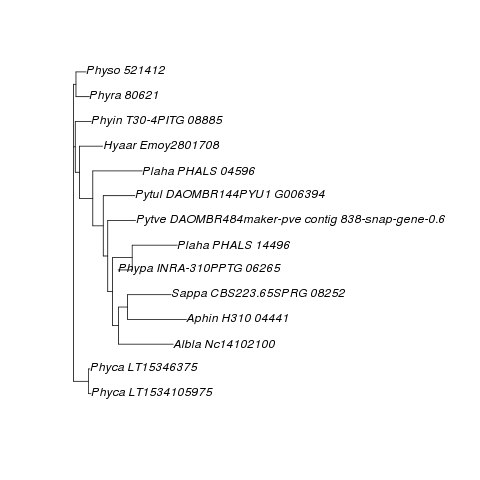 Physo 521412
Phyra 80621
Phyin T30-4PITG 08885
Hyaar Emoy2801708
Plaha PHALS 04596
Pytul DAOMBR144PYU1 G006394
Pytve DAOMBR484maker-pve contig 838-snap-gene-0.6
Plaha PHALS 14496
Phypa INRA-310PPTG 06265
Sappa CBS223.65SPRG 08252
Aphin H310 04441
Albla Nc14102100
Phyca LT15346375
Phyca LT1534105975